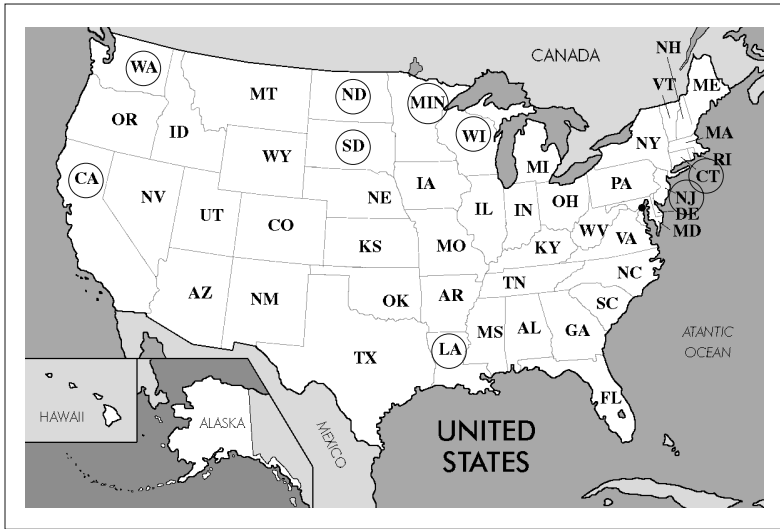 CANADA
NH
VT
ME
WA
MT
ND
MIN
OR
ID
WI
NY
MA
SD
MI
RI
WY
CT
CA
IA
PA
NV
NE
NJ
IL
IN
OH
DE
UT
CO
WV
MD
KS
MO
KY
VA
NC
TN
AZ
NM
OK
AR
SC
MS
AL
GA
ATANTIC
OCEAN
LA
TX
FL
HAWAII
ALASKA
MEXICO
UNITED
STATES